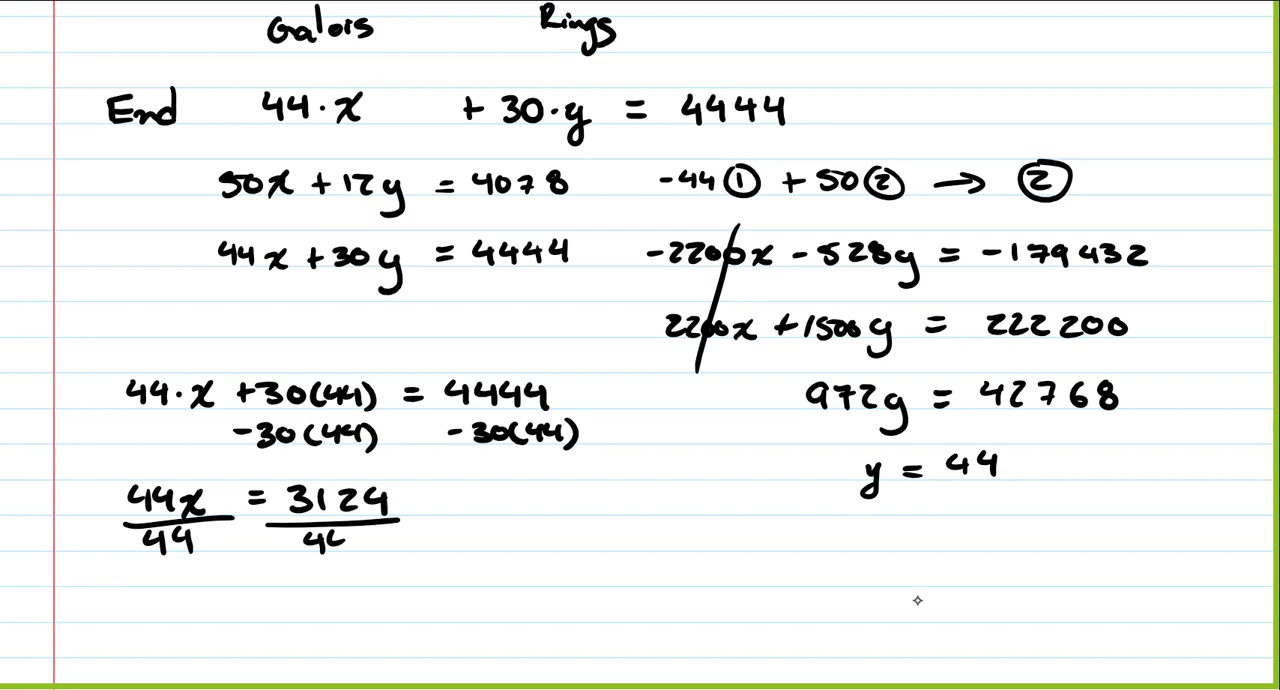 Galois Rings
End 44·x + 30·y = 4444
50x + 12y = 4078 -44① + 50② → ②
44x + 30y = 4444 -2200x - 528y = -179432
2200x + 1500y = 222200
44·x + 30(44) = 4444 972y = 42768
-30(44) -30(44)
y = 44
44x = 3124
44 44